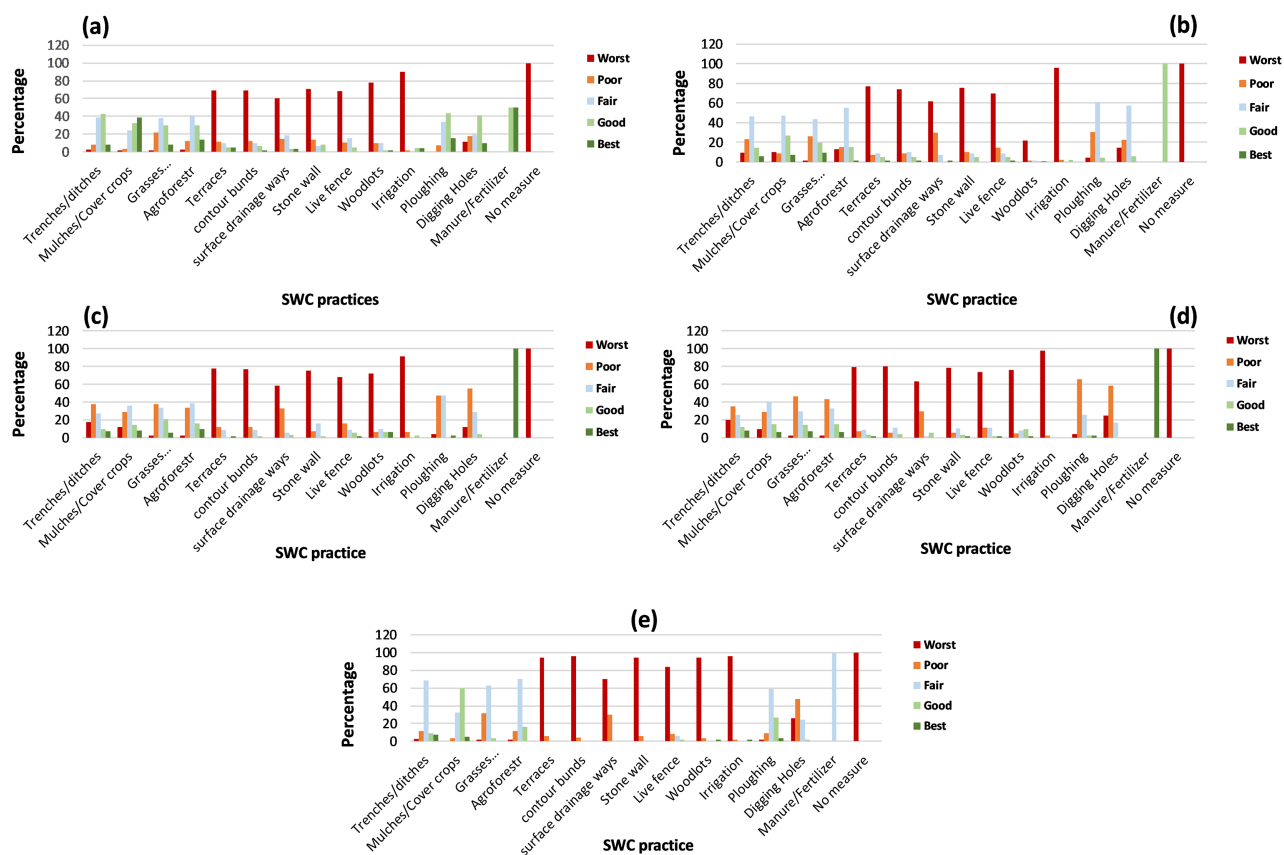 (a)
Percentage
120
100
80
60
40
20
0
Worst
Poor
Fair
Good
Best
Trenches/ditches
Mulches/Cover crops
Grasses...
Agroforestr
Terraces
contour bunds
surface drainage ways
Stone wall
Live fence
Woodlots
Irrigation
Ploughing
Digging Holes
Manure/Fertilizer
No measure
SWC practices
(b)
Percentage
120
100
80
60
40
20
0
Worst
Poor
Fair
Good
Best
Trenches/ditches
Mulches/Cover crops
Grasses...
Agroforestr
Terraces
contour bunds
surface drainage ways
Stone wall
Live fence
Woodlots
Irrigation
Ploughing
Digging Holes
Manure/Fertilizer
No measure
SWC practice
(c)
Percentage
120
100
80
60
40
20
0
Worst
Poor
Fair
Good
Best
Trenches/ditches
Mulches/Cover crops
Grasses...
Agroforestr
Terraces
contour bunds
surface drainage ways
Stone wall
Live fence
Woodlots
Irrigation
Ploughing
Digging Holes
Manure/Fertilizer
No measure
SWC practice
(d)
Percentage
120
100
80
60
40
20
0
Worst
Poor
Fair
Good
Best
Trenches/ditches
Mulches/Cover crops
Grasses...
Agroforestr
Terraces
contour bunds
surface drainage ways
Stone wall
Live fence
Woodlots
Irrigation
Ploughing
Digging Holes
Manure/Fertilizer
No measure
SWC practice
(e)
Percentage
120
100
80
60
40
20
0
Worst
Poor
Fair
Good
Best
Trenches/ditches
Mulches/Cover crops
Grasses...
Agroforestr
Terraces
contour bunds
surface drainage ways
Stone wall
Live fence
Woodlots
Irrigation
Ploughing
Digging Holes
Manure/Fertilizer
No measure
SWC practice